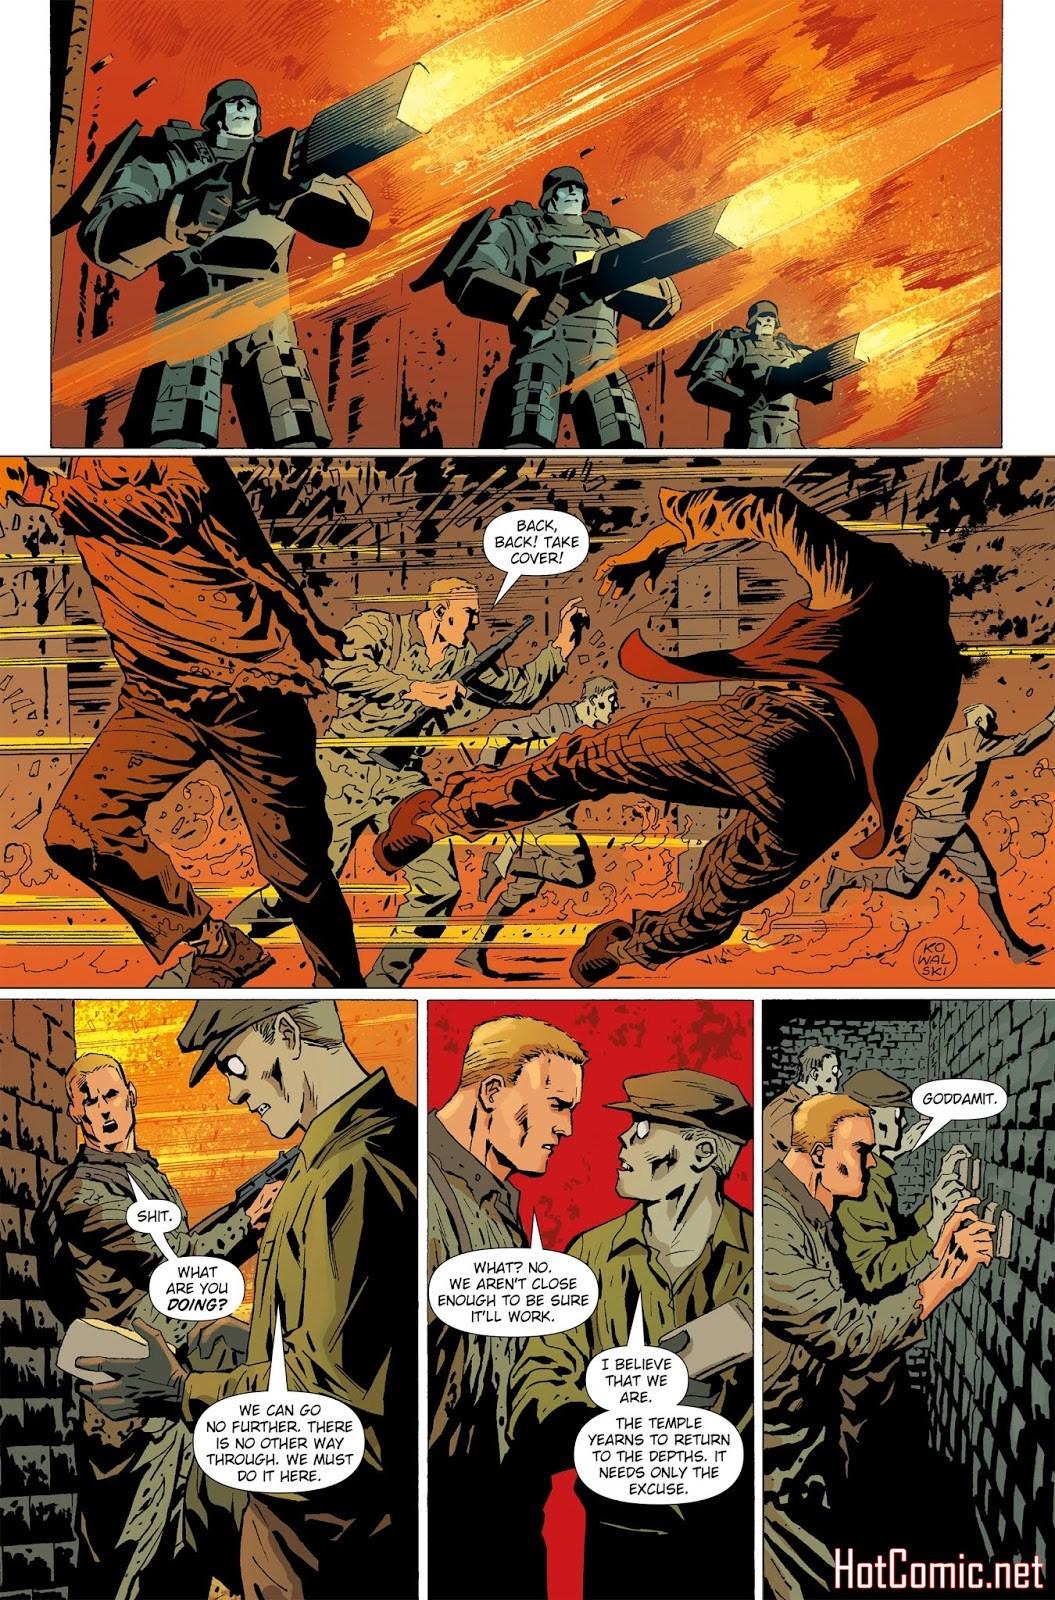 BACK,
BACK! TAKE
COVER!
KO
WAL
SKI
SHIT.
WHAT
ARE YOU
DOING?
WE CAN GO
NO FURTHER. THERE
IS NO OTHER WAY
THROUGH. WE MUST
DO IT HERE.
WHAT? NO.
WE AREN'T CLOSE
ENOUGH TO BE SURE
IT'LL WORK.
I BELIEVE
THAT WE
ARE.
THE TEMPLE
YEARNS TO RETURN
TO THE DEPTHS. IT
NEEDS ONLY THE
EXCUSE.
GODDAMIT.
HotComic.net